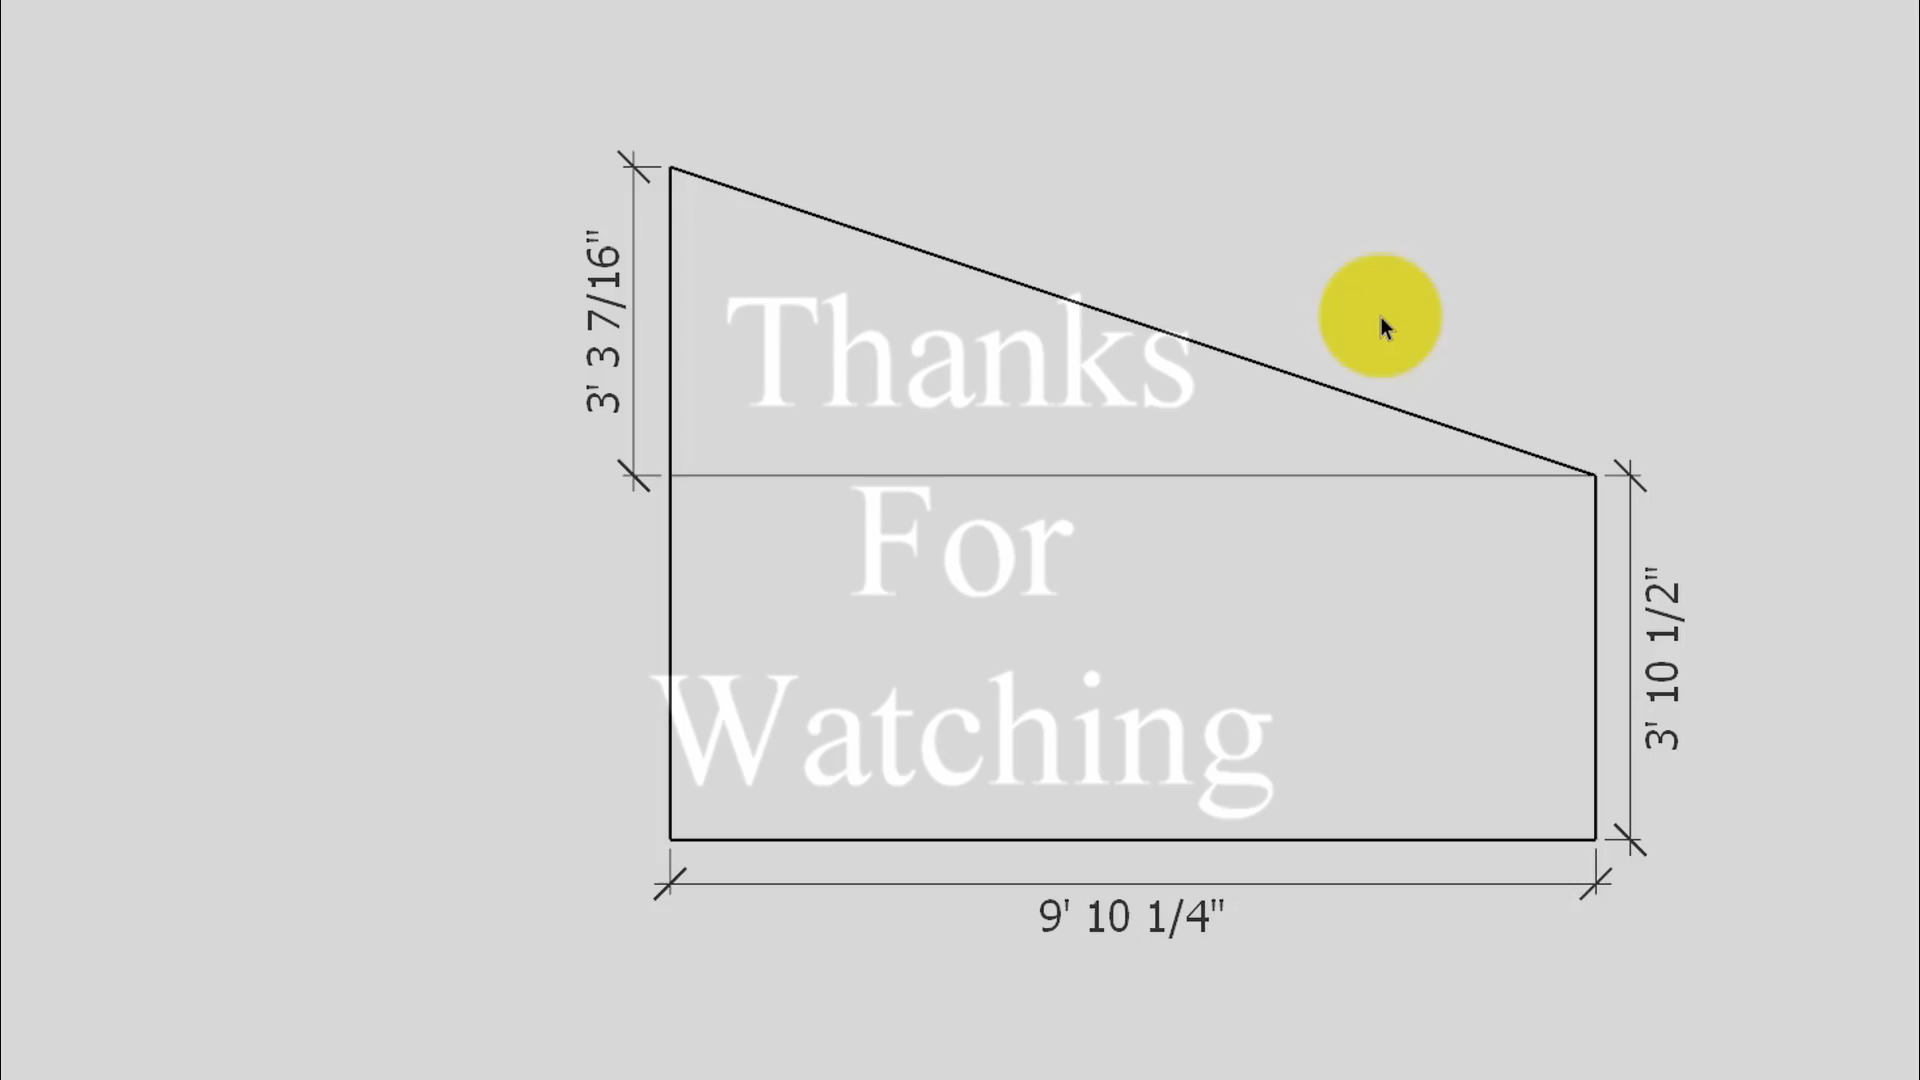 3' 3 7/16"
Thanks
For
Watching
3' 10 1/2"
9' 10 1/4"